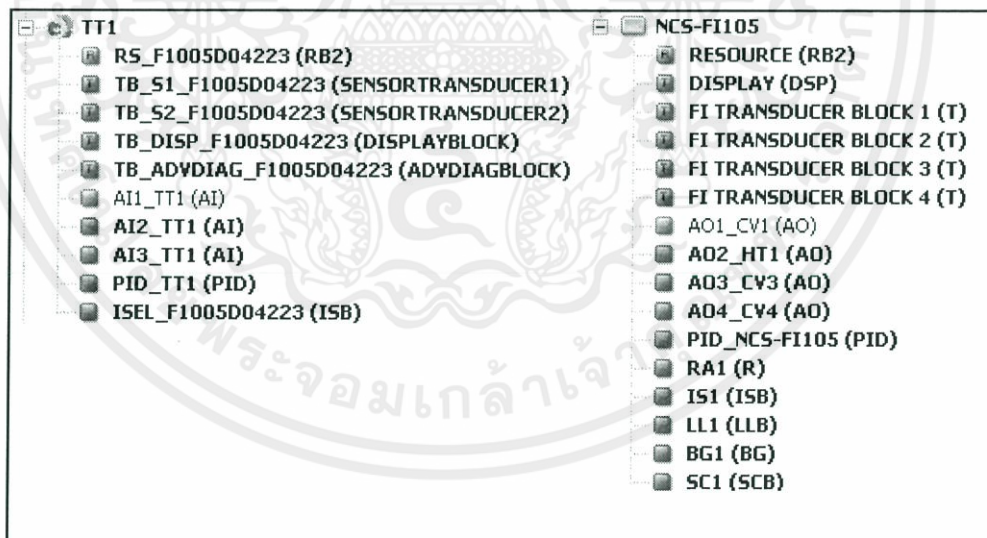 TT1
RS_F1005D04223 (RB2)
TB_S1_F1005D04223 (SENSORTRANSDUCER1)
TB_S2_F1005D04223 (SENSORTRANSDUCER2)
TB_DISP_F1005D04223 (DISPLAYBLOCK)
TB_ADVDIAG_F1005D04223 (ADVDIAGBLOCK)
AI1_TT1 (AI)
AI2_TT1 (AI)
AI3_TT1 (AI)
PID_TT1 (PID)
ISEL_F1005D04223 (ISB)
NCS-FI105
RESOURCE (RB2)
DISPLAY (DSP)
FI TRANSDUCER BLOCK 1 (T)
FI TRANSDUCER BLOCK 2 (T)
FI TRANSDUCER BLOCK 3 (T)
FI TRANSDUCER BLOCK 4 (T)
AO1_CV1 (AO)
AO2_HT1 (AO)
AO3_CV3 (AO)
AO4_CV4 (AO)
PID_NCS-FI105 (PID)
RA1 (R)
IS1 (ISB)
LL1 (LLB)
BG1 (BG)
SC1 (SCB)